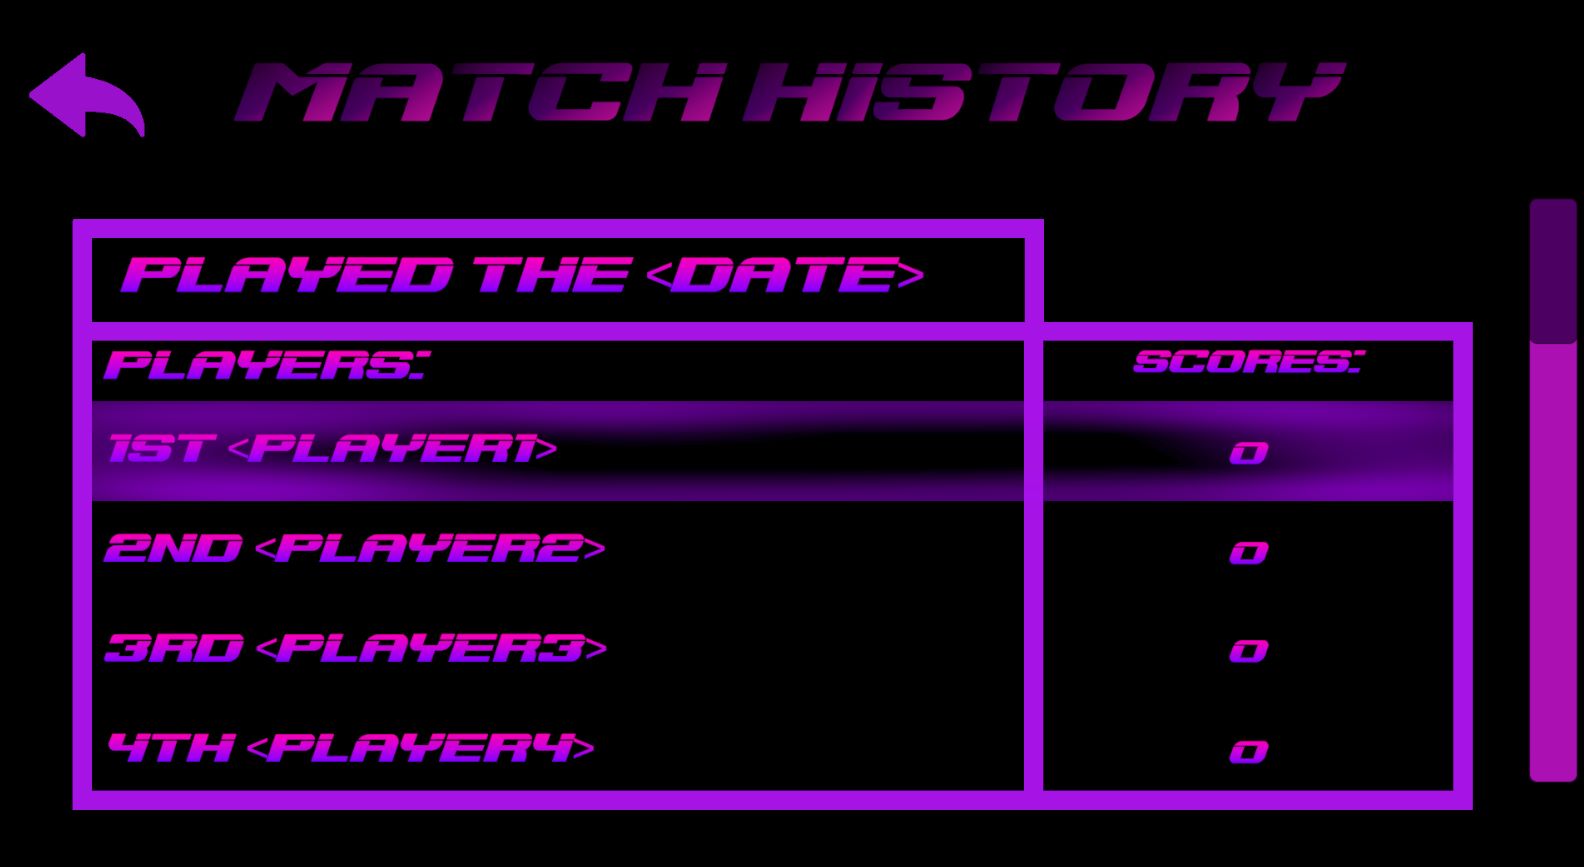 MATCH HiSTORY
PLAYED THE <DATE>
PLAYERS:
SCORES:
1ST <PLAYER1>
0
2ND <PLAYER2>
0
3RD <PLAYER3>
0
4TH <PLAYER4>
0